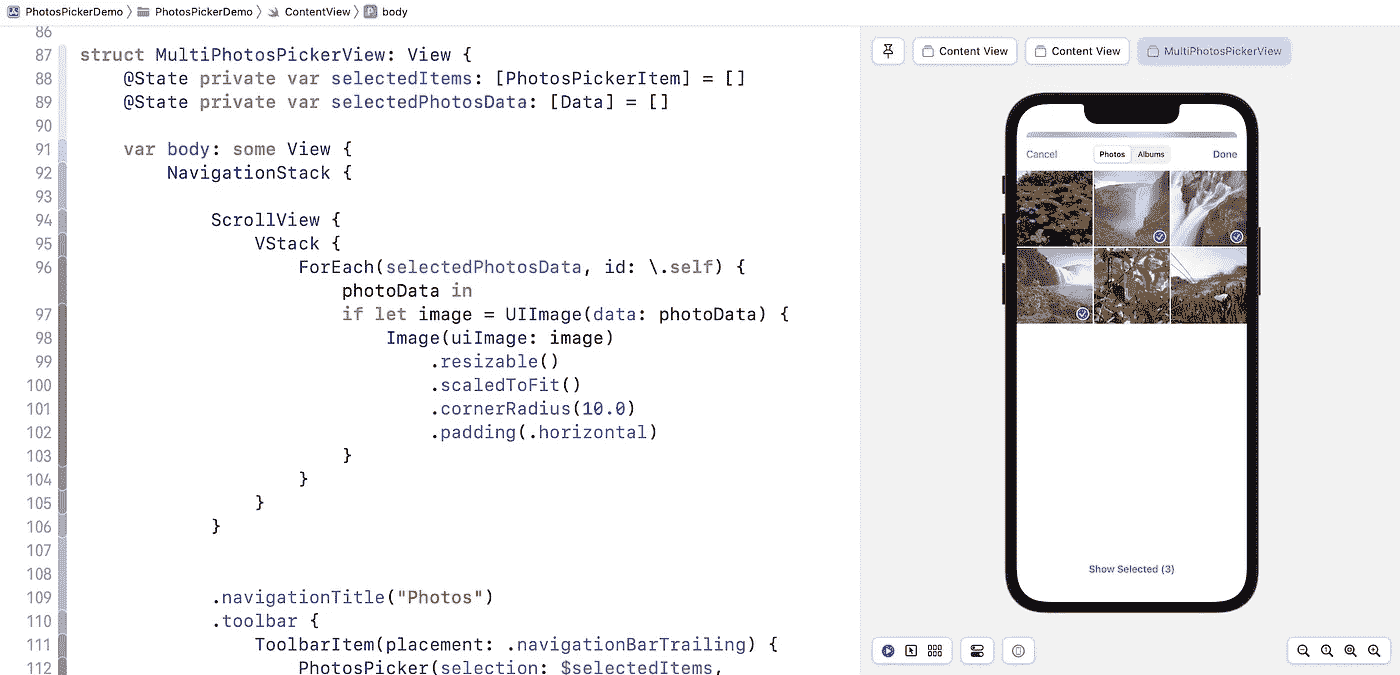 PhotosPickerDemo PhotosPickerDemo ContentView body
86
87 struct MultiPhotosPickerView: View {
88 @State private var selectedItems: [PhotosPickerItem] = []
89 @State private var selectedPhotosData: [Data] = []
90
91 var body: some View {
92 NavigationStack {
93
94 ScrollView {
95 VStack {
96 ForEach(selectedPhotosData, id: \.self) {
photoData in
97 if let image = UIImage(data: photoData) {
98 Image(uiImage: image)
99 .resizable()
100 .scaledToFit()
101 .cornerRadius(10.0)
102 .padding(.horizontal)
103 }
104 }
105 }
106 }
107
108
109 .navigationTitle("Photos")
110 .toolbar {
111 ToolbarItem(placement: .navigationBarTrailing) {
112 PhotosPicker(selection: $selectedItems,
Content View Content View MultiPhotosPickerView
Cancel Photos Albums Done
Show Selected (3)